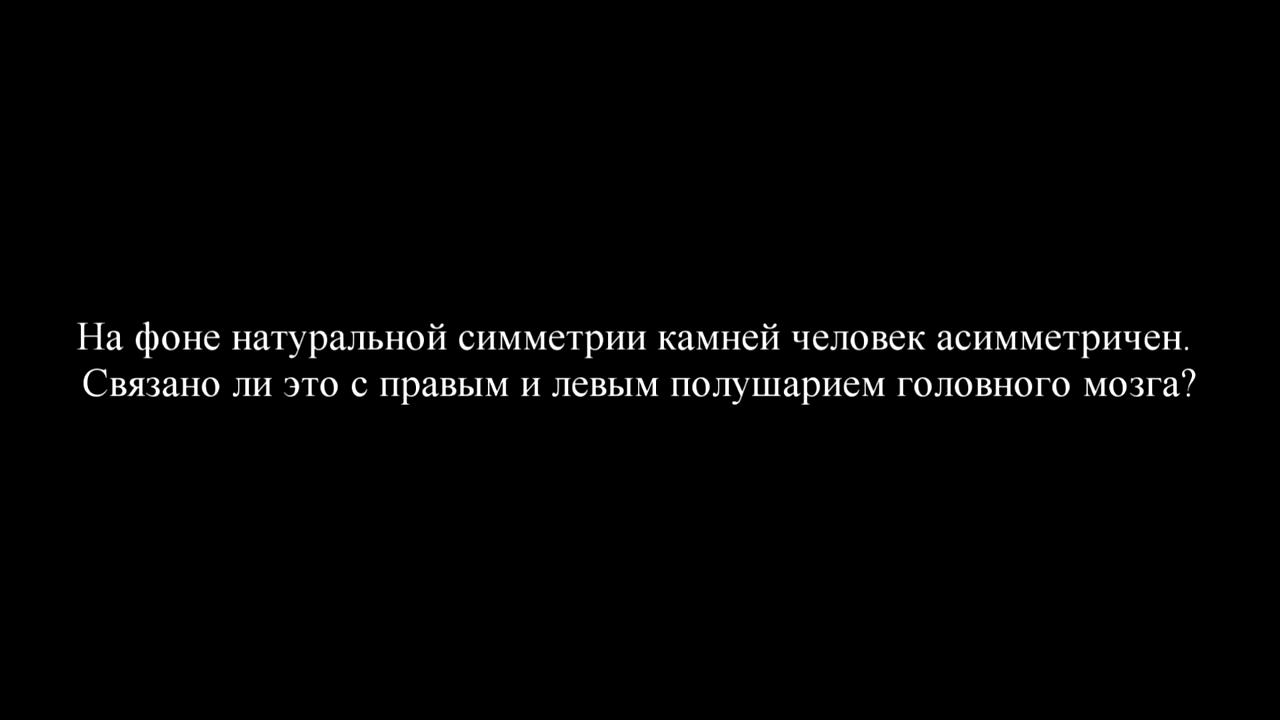 На фоне натуральной симметрии камней человек асимметричен.
Связано ли это с правым и левым полушарием головного мозга?